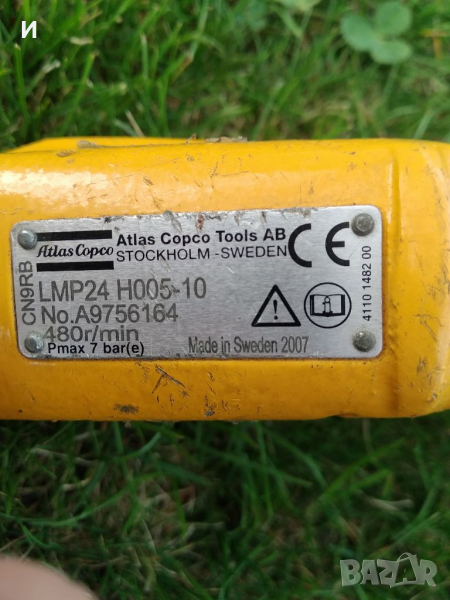 И
Atlas Copco
Atlas Copco Tools AB
STOCKHOLM - SWEDEN
CE
CN9RB
LMP24 H005-10
No.A9756164
480r/min
Pmax 7 bar(e)
Made in Sweden 2007
4110 1482 00
BAZAR